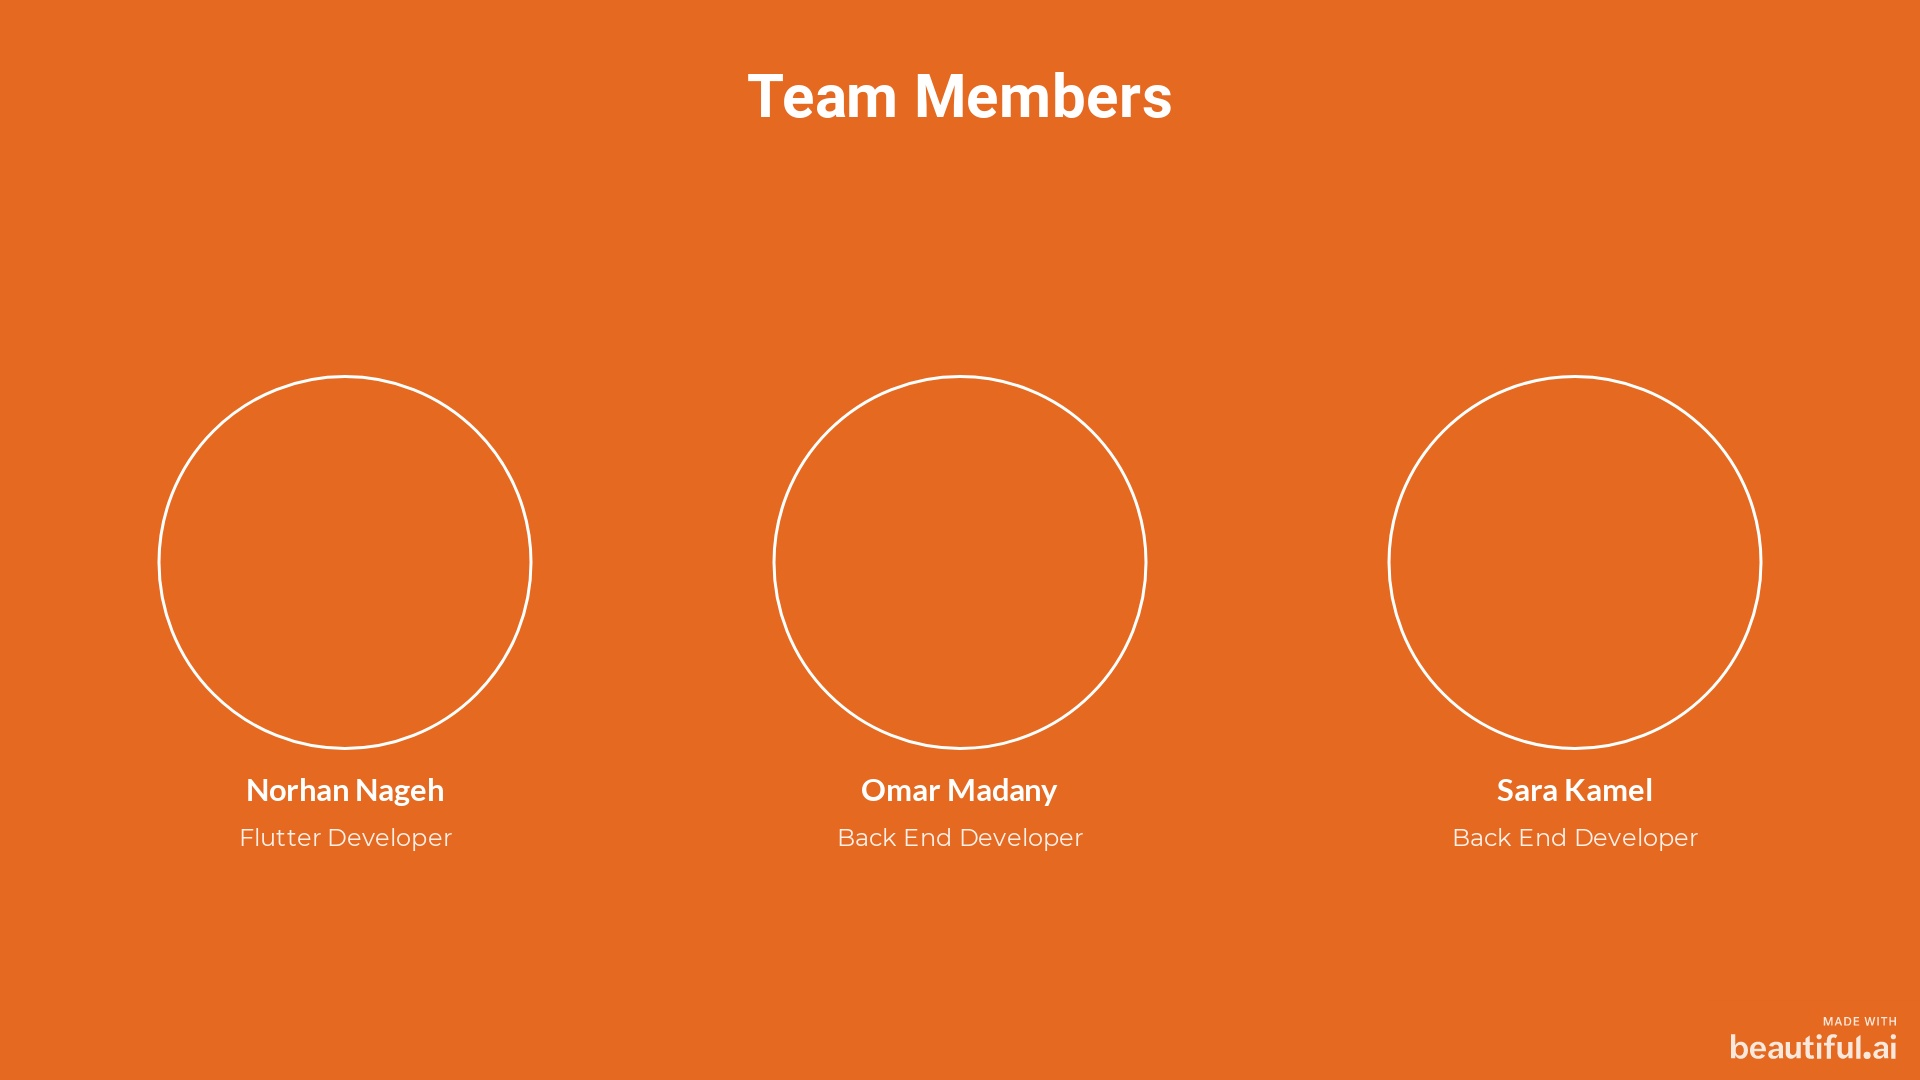 Team Members
Norhan Nageh
Flutter Developer
Omar Madany
Back End Developer
Sara Kamel
Back End Developer
MADE WITH
beautiful.ai